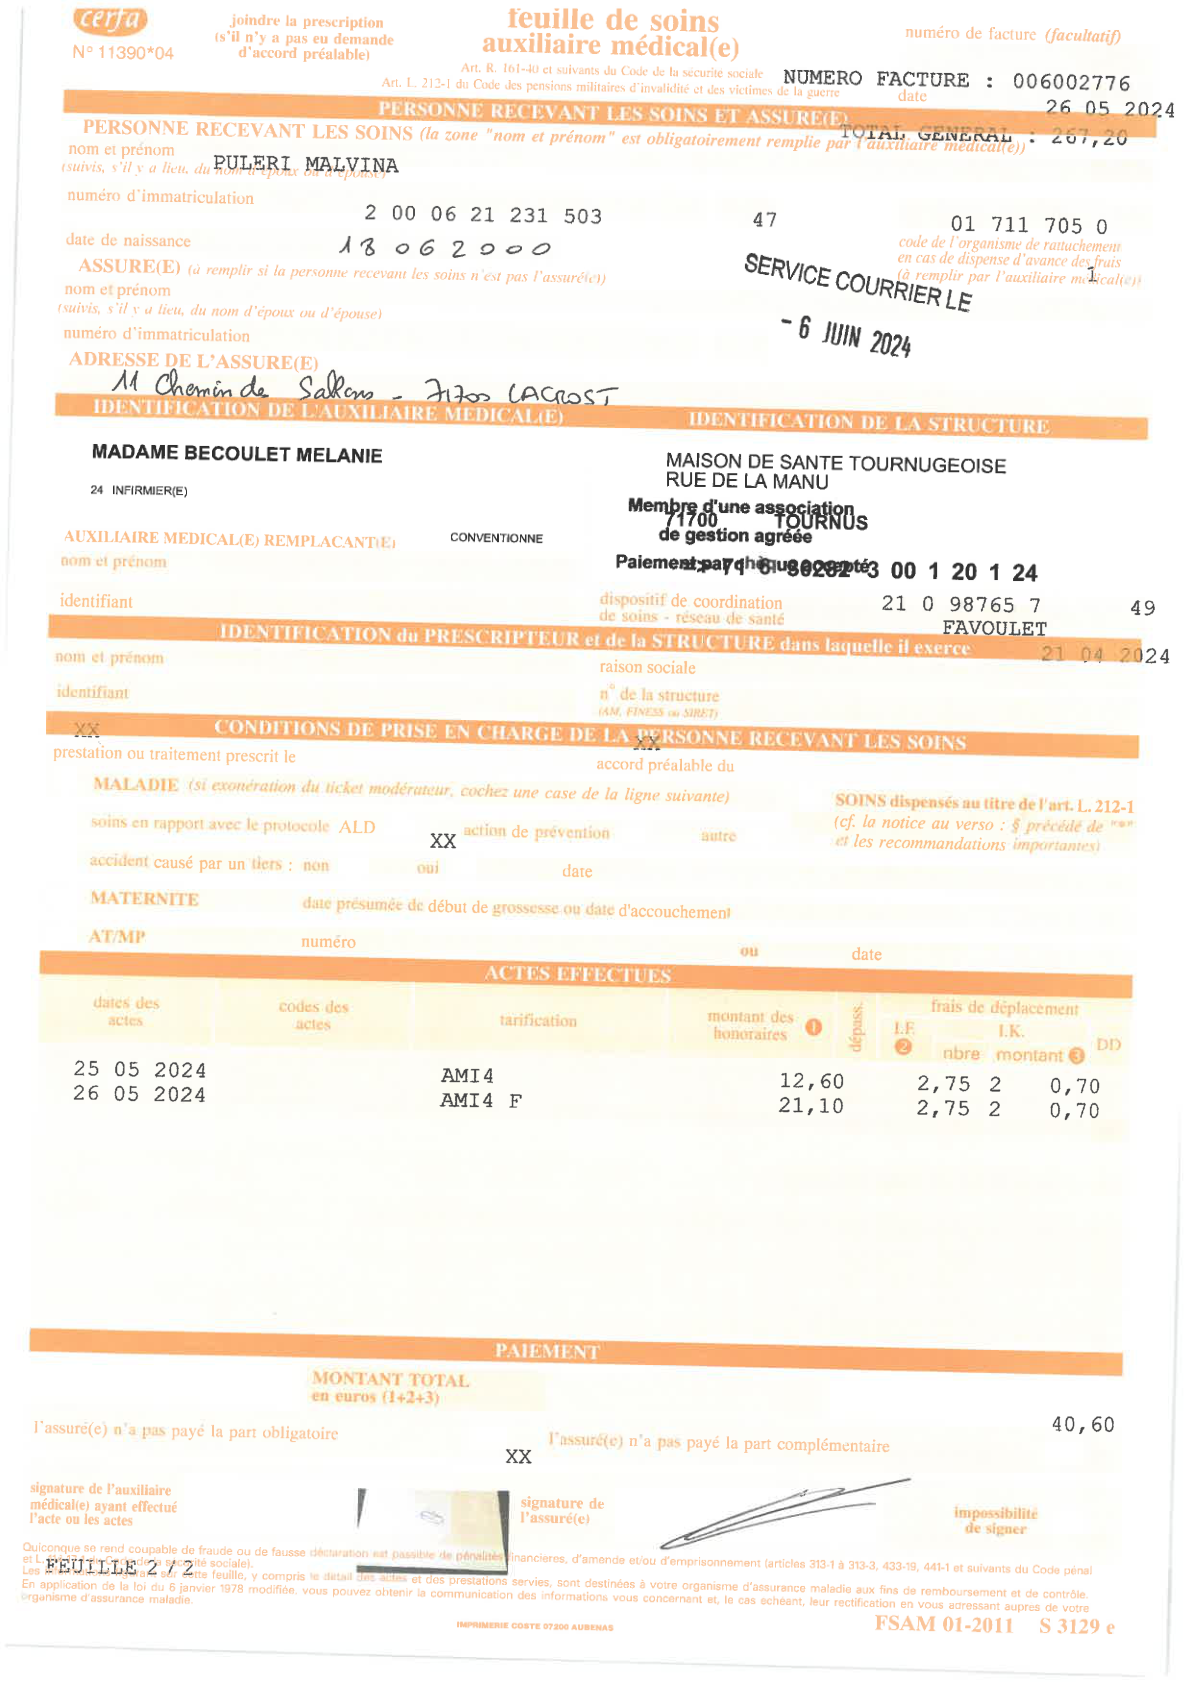 cerfa
N° 11390*04
joindre la prescription
(s'il n'y a pas eu demande
d'accord préalable)
feuille de soins
auxiliaire médical(e)
Art. R. 161-40 et suivants du Code de la sécurité sociale
Art. L. 212-1 du Code des pensions militaires d'invalidité et des victimes de la guerre
numéro de facture (facultatif)
NUMERO FACTURE : 006002776
date
26 05 2024
PERSONNE RECEVANT LES SOINS ET ASSURE(E)
TOTAL GENERAL : 267,20
PERSONNE RECEVANT LES SOINS (la zone "nom et prénom" est obligatoirement remplie par l'auxiliaire médical(e))
nom et prénom
PULERI MALVINA
(suivis, s'il y a lieu, du nom d'époux ou d'épouse)
numéro d'immatriculation
2 00 06 21 231 503
47
01 711 705 0
date de naissance
18 06 2000
code de l'organisme de rattachement
en cas de dispense d'avance des frais
(à remplir par l'auxiliaire médical(e))
1
ASSURE(E) (à remplir si la personne recevant les soins n'est pas l'assuré(e))
nom et prénom
(suivis, s'il y a lieu, du nom d'époux ou d'épouse)
SERVICE COURRIER LE
- 6 JUIN 2024
numéro d'immatriculation
ADRESSE DE L'ASSURE(E)
11 Chemin de - 71700 LACROST
IDENTIFICATION DE L'AUXILIAIRE MEDICAL(E)
IDENTIFICATION DE LA STRUCTURE
MADAME BECOULET MELANIE
24 INFIRMIER(E)
MAISON DE SANTE TOURNUGEOISE
RUE DE LA MANU
Membre d'une association
71700 TOURNUS
de gestion agréée
AUXILIAIRE MEDICAL(E) REMPLACANT(E)
CONVENTIONNE
nom et prénom
Paiement par chèque accepté
71 6 3 00 1 20 1 24
identifiant
dispositif de coordination
de soins - réseau de santé
21 0 98765 7
49
FAVOULET
IDENTIFICATION du PRESCRIPTEUR et de la STRUCTURE dans laquelle il exerce
21 04 2024
nom et prénom
raison sociale
identifiant
n° de la structure
(AM, FINESS ou SIRET)
XX
CONDITIONS DE PRISE EN CHARGE DE LA PERSONNE RECEVANT LES SOINS
XX
prestation ou traitement prescrit le
accord préalable du
MALADIE (si exonération du ticket modérateur, cochez une case de la ligne suivante)
SOINS dispensés au titre de l'art. L. 212-1
(cf. la notice au verso : § précédé de "*"
et les recommandations importantes)
soins en rapport avec le protocole ALD
XX
action de prévention
autre
accident causé par un tiers : non
oui
date
MATERNITE
date présumée de début de grossesse ou date d'accouchement
AT/MP
numéro
ou
date
ACTES EFFECTUES
dates des
actes
codes des
actes
tarification
montant des
honoraires 1
dépass.
frais de déplacement
I.F.
2
I.K.
nbre montant 3
DD
25 05 2024 AMI4 12,60 2,75 2 0,70
26 05 2024 AMI4 F 21,10 2,75 2 0,70
PAIEMENT
MONTANT TOTAL
en euros (1+2+3)
40,60
l'assuré(e) n'a pas payé la part obligatoire
XX
l'assuré(e) n'a pas payé la part complémentaire
signature de l'auxiliaire
médical(e) ayant effectué
l'acte ou les actes
signature de
l'assuré(e)
impossibilité
de signer
Quiconque se rend coupable de fraude ou de fausse déclaration est passible de pénalités financières, d'amende et/ou d'emprisonnement (articles 313-1 à 313-3, 433-19, 441-1 et suivants du Code pénal
et L. du Code de la sécurité sociale).
FEUILLE 2 / 2
Les sur cette feuille, y compris le détail des actes et des prestations servies, sont destinées à votre organisme d'assurance maladie aux fins de remboursement et de contrôle.
En application de la loi du 6 janvier 1978 modifiée, vous pouvez obtenir la communication des informations vous concernant et, le cas échéant, leur rectification en vous adressant auprès de votre
organisme d'assurance maladie.
IMPRIMERIE COSTE 07200 AUBENAS
FSAM 01-2011 S 3129 e